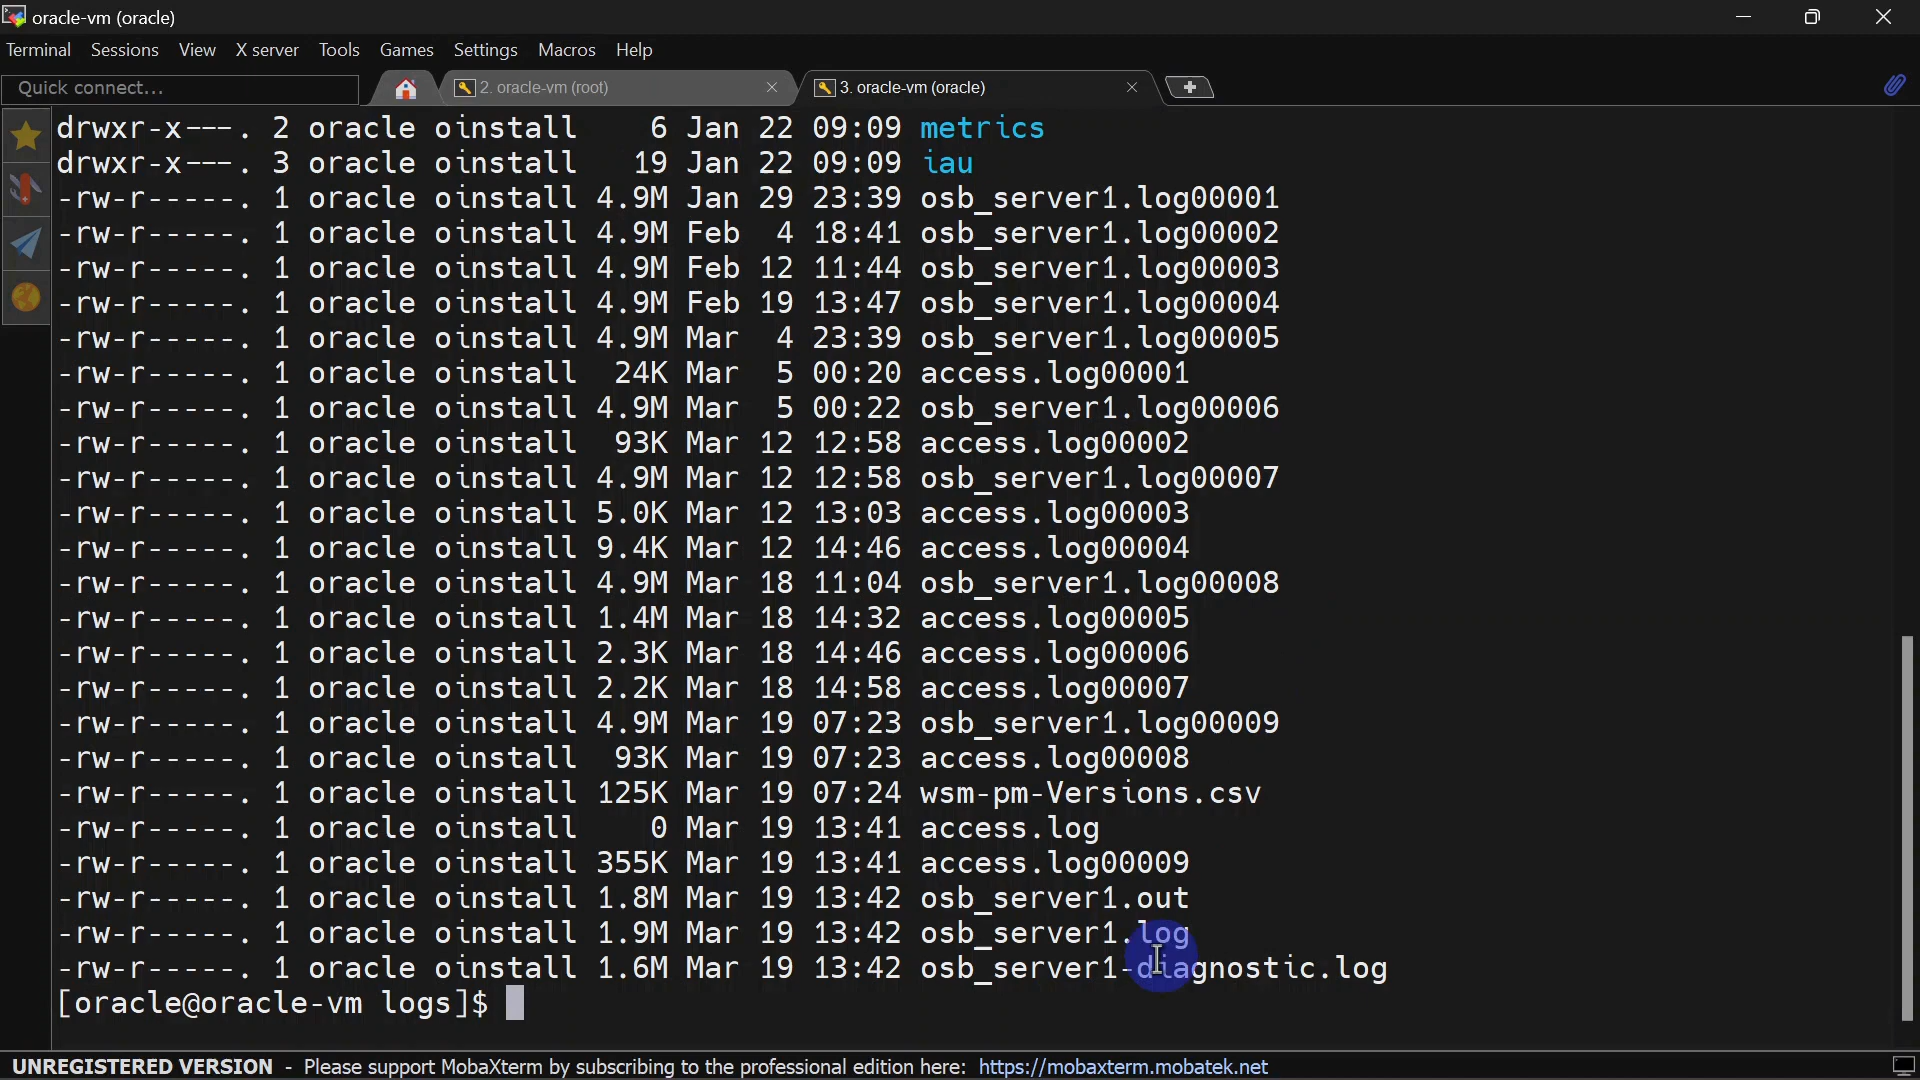 oracle-vm (oracle)
Terminal Sessions View X server Tools Games Settings Macros Help
Quick connect... 2. oracle-vm (root) 3. oracle-vm (oracle)
drwxr-x---. 2 oracle oinstall    6 Jan 22 09:09 metrics
drwxr-x---. 3 oracle oinstall   19 Jan 22 09:09 iau
-rw-r-----. 1 oracle oinstall 4.9M Jan 29 23:39 osb_server1.log00001
-rw-r-----. 1 oracle oinstall 4.9M Feb  4 18:41 osb_server1.log00002
-rw-r-----. 1 oracle oinstall 4.9M Feb 12 11:44 osb_server1.log00003
-rw-r-----. 1 oracle oinstall 4.9M Feb 19 13:47 osb_server1.log00004
-rw-r-----. 1 oracle oinstall 4.9M Mar  4 23:39 osb_server1.log00005
-rw-r-----. 1 oracle oinstall  24K Mar  5 00:20 access.log00001
-rw-r-----. 1 oracle oinstall 4.9M Mar  5 00:22 osb_server1.log00006
-rw-r-----. 1 oracle oinstall  93K Mar 12 12:58 access.log00002
-rw-r-----. 1 oracle oinstall 4.9M Mar 12 12:58 osb_server1.log00007
-rw-r-----. 1 oracle oinstall 5.0K Mar 12 13:03 access.log00003
-rw-r-----. 1 oracle oinstall 9.4K Mar 12 14:46 access.log00004
-rw-r-----. 1 oracle oinstall 4.9M Mar 18 11:04 osb_server1.log00008
-rw-r-----. 1 oracle oinstall 1.4M Mar 18 14:32 access.log00005
-rw-r-----. 1 oracle oinstall 2.3K Mar 18 14:46 access.log00006
-rw-r-----. 1 oracle oinstall 2.2K Mar 18 14:58 access.log00007
-rw-r-----. 1 oracle oinstall 4.9M Mar 19 07:23 osb_server1.log00009
-rw-r-----. 1 oracle oinstall  93K Mar 19 07:23 access.log00008
-rw-r-----. 1 oracle oinstall 125K Mar 19 07:24 wsm-pm-Versions.csv
-rw-r-----. 1 oracle oinstall    0 Mar 19 13:41 access.log
-rw-r-----. 1 oracle oinstall 355K Mar 19 13:41 access.log00009
-rw-r-----. 1 oracle oinstall 1.8M Mar 19 13:42 osb_server1.out
-rw-r-----. 1 oracle oinstall 1.9M Mar 19 13:42 osb_server1.log
-rw-r-----. 1 oracle oinstall 1.6M Mar 19 13:42 osb_server1-diagnostic.log
[oracle@oracle-vm logs]$
UNREGISTERED VERSION - Please support MobaXterm by subscribing to the professional edition here: https://mobaxterm.mobatek.net